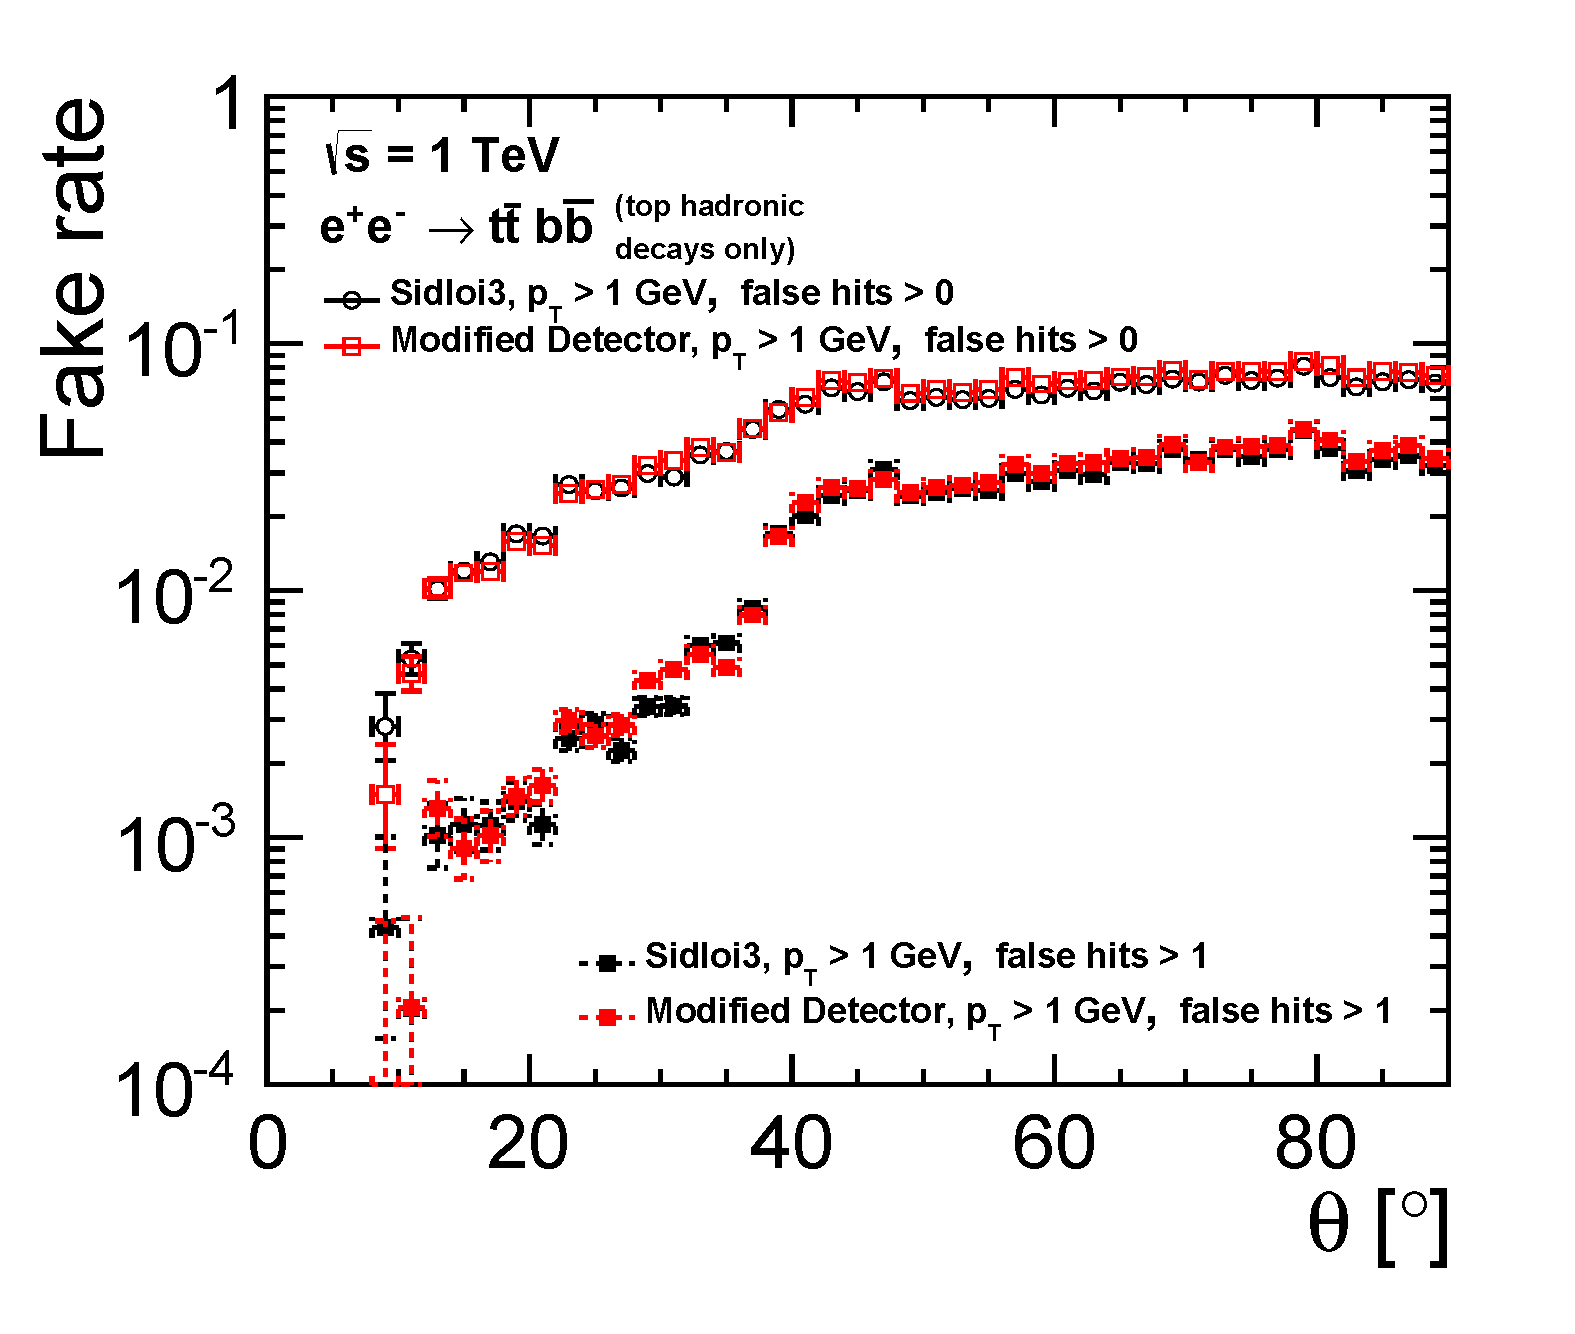 Fake rate
1
10⁻¹
10⁻²
10⁻³
10⁻⁴
√s = 1 TeV
e⁺e⁻ → tt̄ bb̄ (top hadronic
decays only)
Sidloi3, p_T > 1 GeV, false hits > 0
Modified Detector, p_T > 1 GeV, false hits > 0
Sidloi3, p_T > 1 GeV, false hits > 1
Modified Detector, p_T > 1 GeV, false hits > 1
0 20 40 60 80
θ [°]